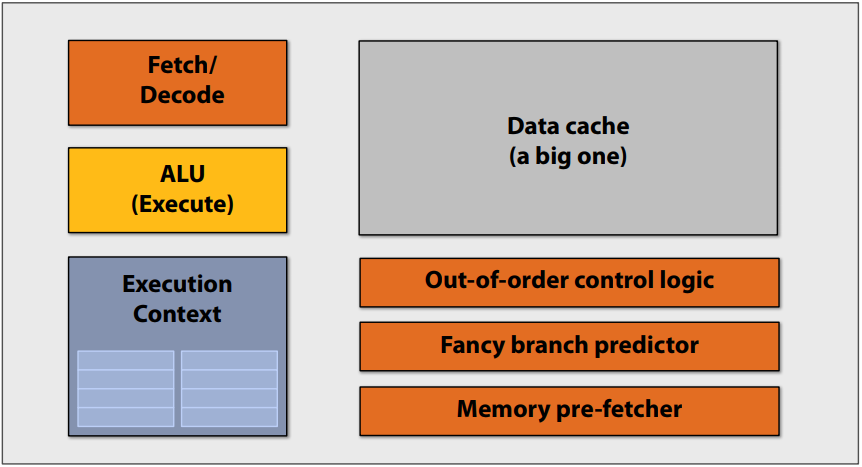 Fetch/
Decode
ALU
(Execute)
Execution
Context
Data cache
(a big one)
Out-of-order control logic
Fancy branch predictor
Memory pre-fetcher